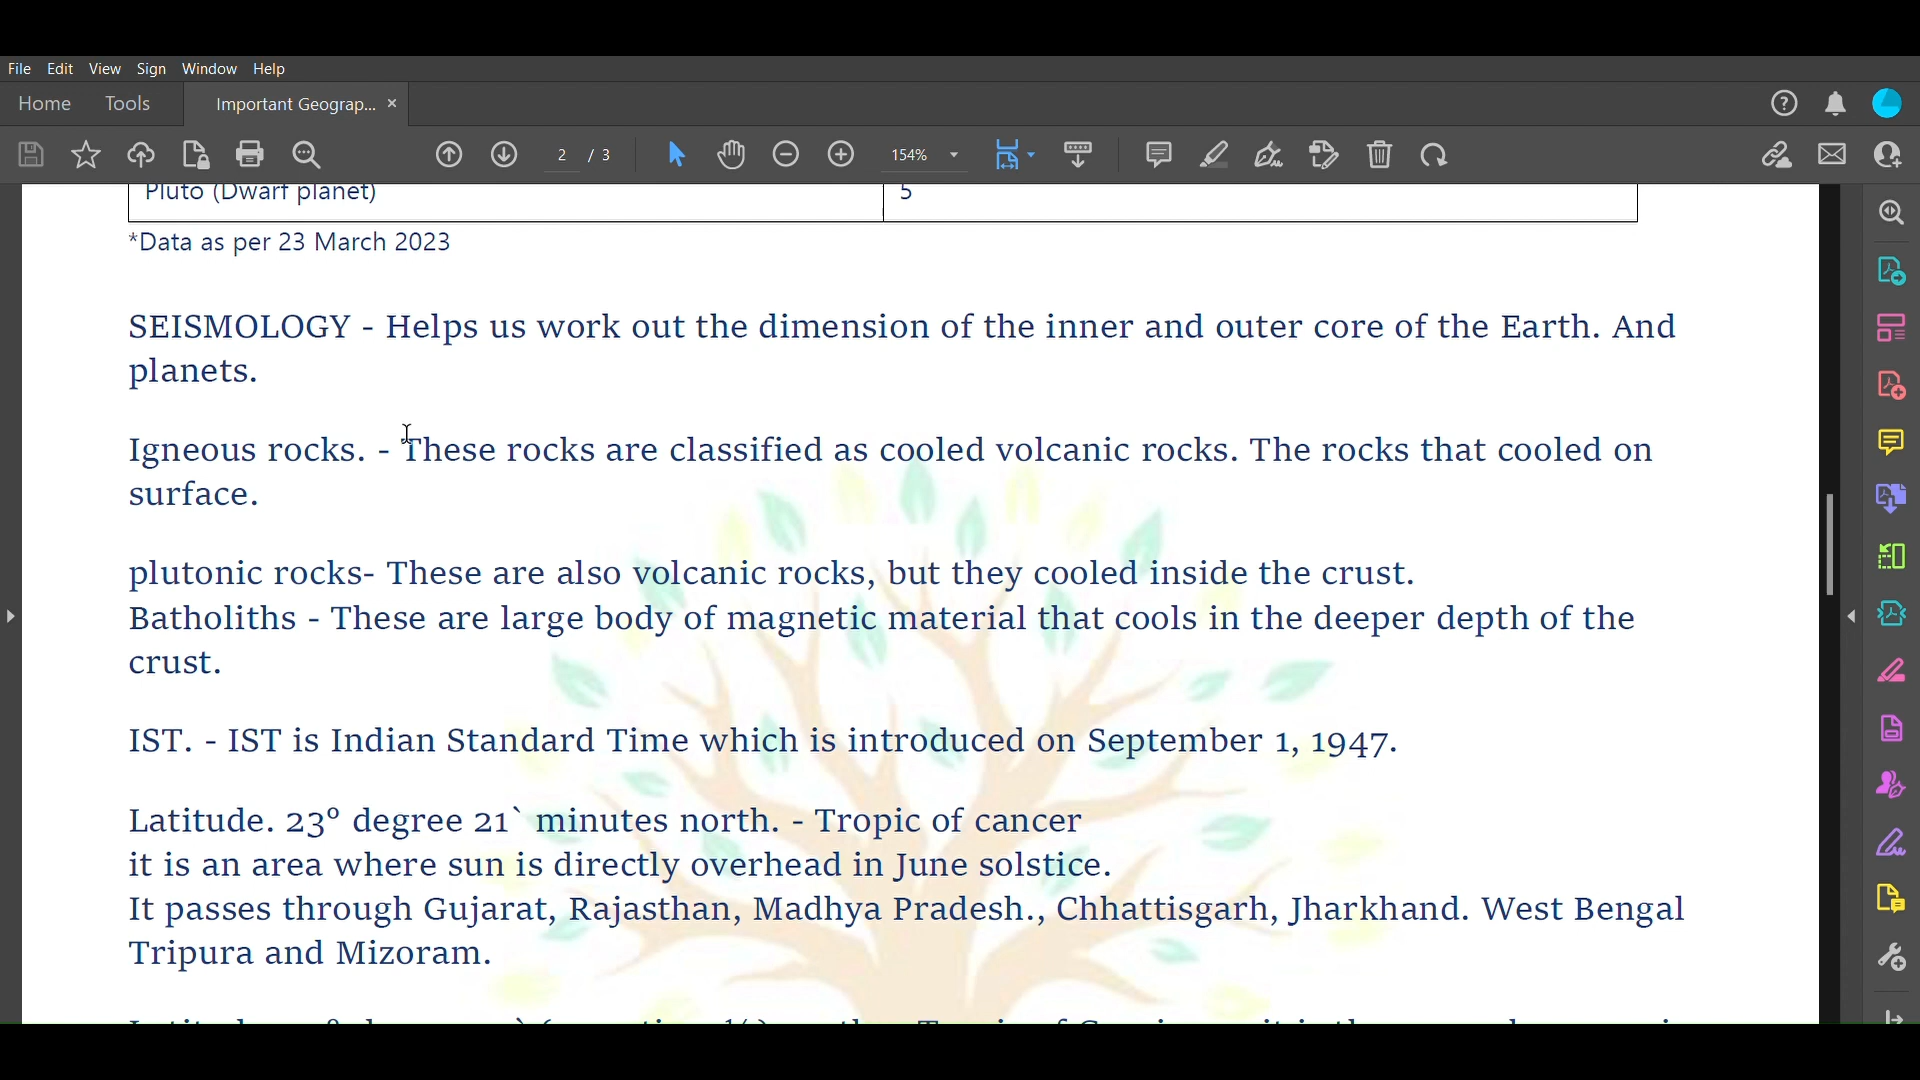 File Edit View Sign Window Help
Home Tools Important Geograp... ×
2 / 3 154%
Pluto (Dwarf planet) 5
*Data as per 23 March 2023
SEISMOLOGY - Helps us work out the dimension of the inner and outer core of the Earth. And
planets.
Igneous rocks. - These rocks are classified as cooled volcanic rocks. The rocks that cooled on
surface.
plutonic rocks- These are also volcanic rocks, but they cooled inside the crust.
Batholiths - These are large body of magnetic material that cools in the deeper depth of the
crust.
IST. - IST is Indian Standard Time which is introduced on September 1, 1947.
Latitude. 23° degree 21` minutes north. - Tropic of cancer
it is an area where sun is directly overhead in June solstice.
It passes through Gujarat, Rajasthan, Madhya Pradesh., Chhattisgarh, Jharkhand. West Bengal
Tripura and Mizoram.